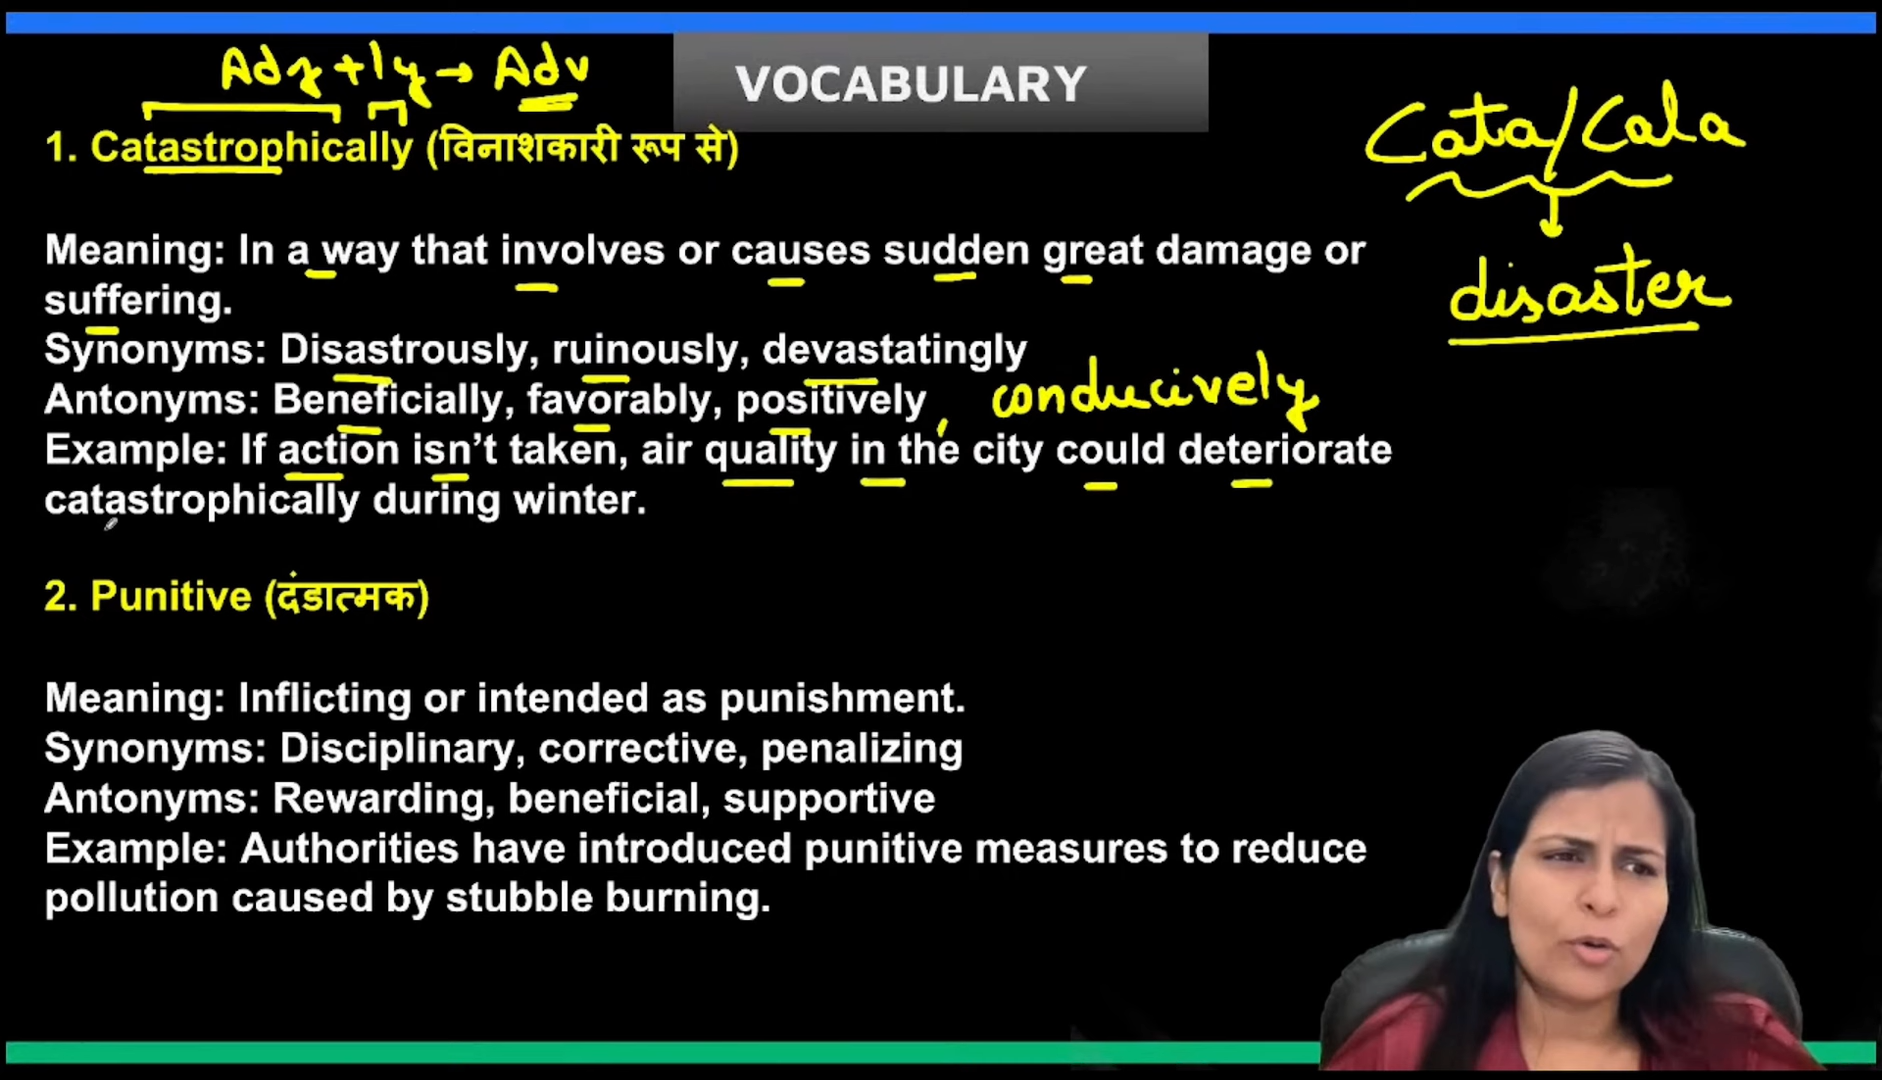 Adj + ly → Adv
VOCABULARY
Cata/Cala
↓
disaster
1. Catastrophically (विनाशकारी रूप से)
Meaning: In a way that involves or causes sudden great damage or
suffering.
Synonyms: Disastrously, ruinously, devastatingly
Antonyms: Beneficially, favorably, positively, conducively
Example: If action isn’t taken, air quality in the city could deteriorate
catastrophically during winter.
2. Punitive (दंडात्मक)
Meaning: Inflicting or intended as punishment.
Synonyms: Disciplinary, corrective, penalizing
Antonyms: Rewarding, beneficial, supportive
Example: Authorities have introduced punitive measures to reduce
pollution caused by stubble burning.